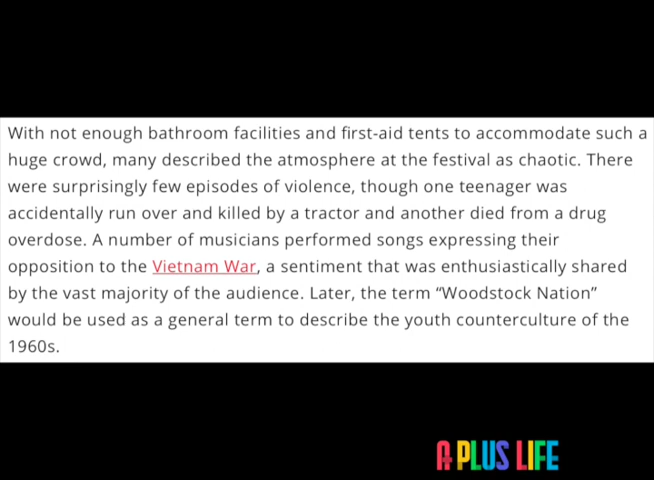 With not enough bathroom facilities and first-aid tents to accommodate such a
huge crowd, many described the atmosphere at the festival as chaotic. There
were surprisingly few episodes of violence, though one teenager was
accidentally run over and killed by a tractor and another died from a drug
overdose. A number of musicians performed songs expressing their
opposition to the Vietnam War, a sentiment that was enthusiastically shared
by the vast majority of the audience. Later, the term “Woodstock Nation”
would be used as a general term to describe the youth counterculture of the
1960s.
A PLUS LIFE